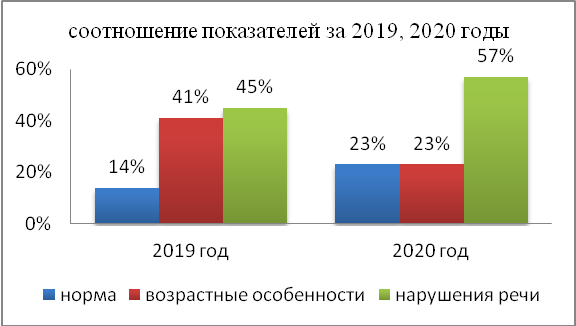 соотношение показателей за 2019, 2020 годы
60%
40%
20%
0%
14%
41%
45%
23%
23%
57%
2019 год
2020 год
норма
возрастные особенности
нарушения речи